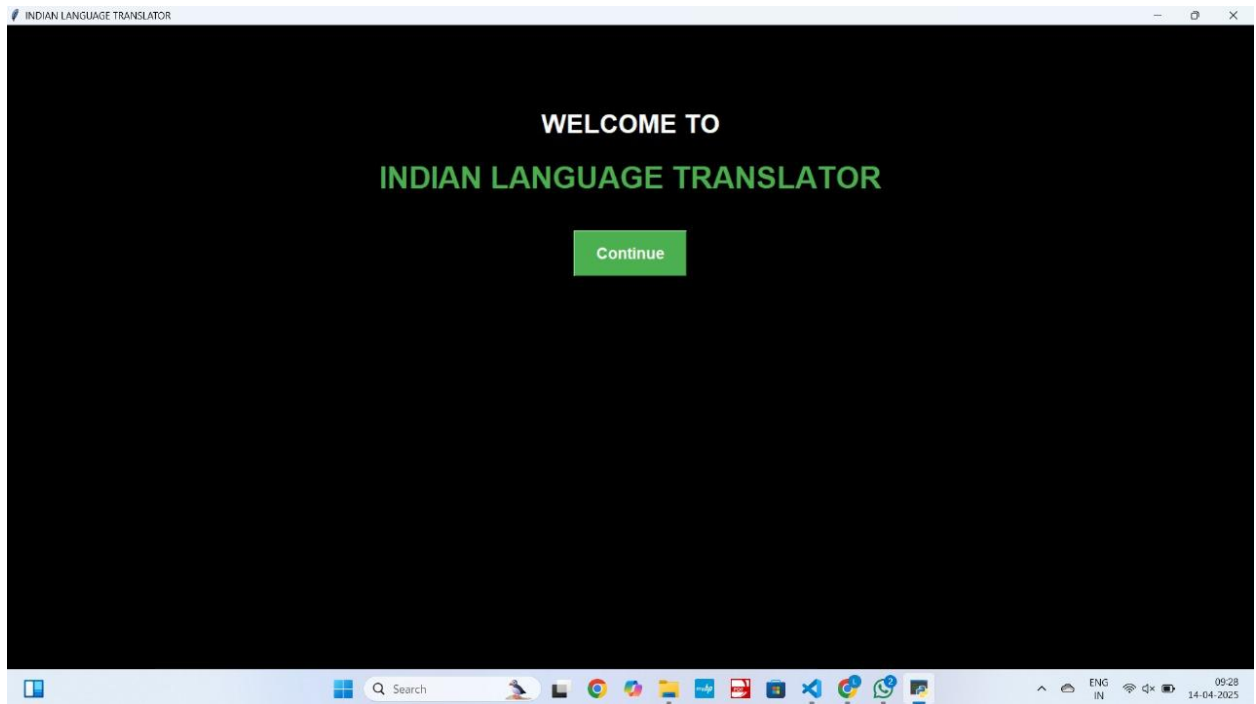 INDIAN LANGUAGE TRANSLATOR
WELCOME TO
INDIAN LANGUAGE TRANSLATOR
Continue
Search
ENG
IN
09:28
14-04-2025